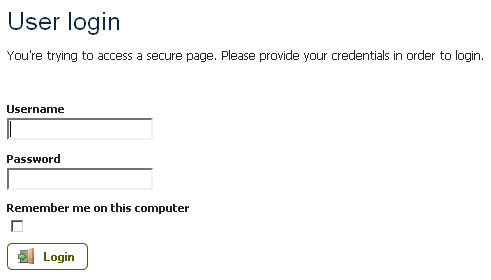 User login
You're trying to access a secure page. Please provide your credentials in order to login.
Username
Password
Remember me on this computer
Login